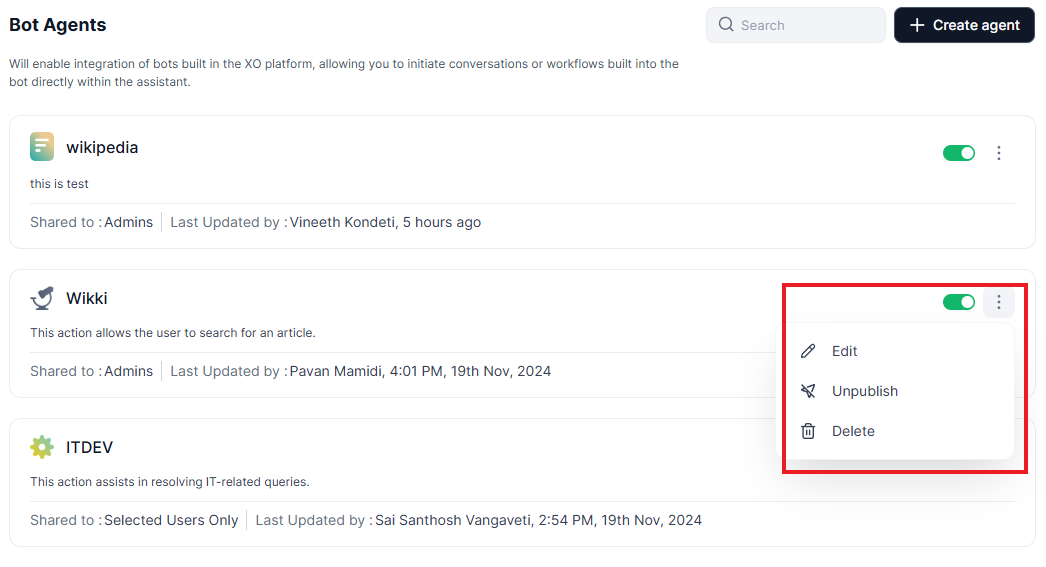 Bot Agents
Search
Create agent
Will enable integration of bots built in the XO platform, allowing you to initiate conversations or workflows built into the
bot directly within the assistant.
wikipedia
this is test
Shared to : Admins Last Updated by : Vineeth Kondeti, 5 hours ago
Wikki
This action allows the user to search for an article.
Shared to : Admins Last Updated by : Pavan Mamidi, 4:01 PM, 19th Nov, 2024
Edit
Unpublish
Delete
ITDEV
This action assists in resolving IT-related queries.
Shared to : Selected Users Only Last Updated by : Sai Santhosh Vangaveti, 2:54 PM, 19th Nov, 2024